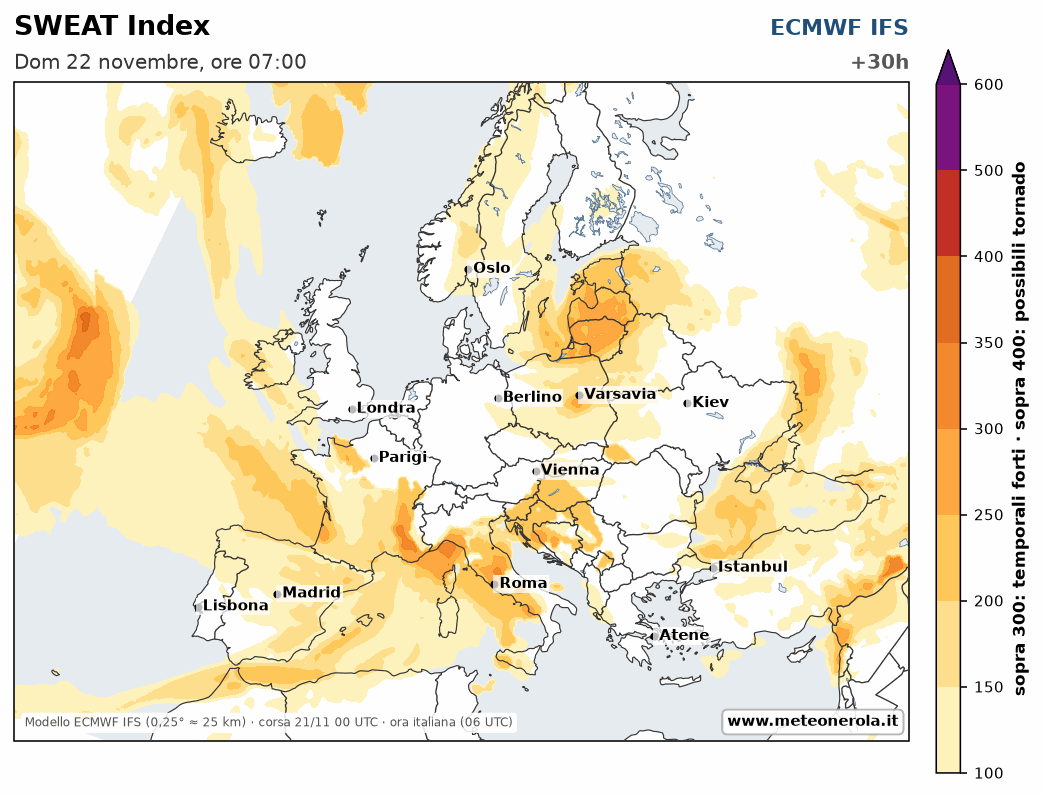 SWEAT Index
ECMWF IFS
Dom 22 novembre, ore 07:00
+30h
Oslo
Londra
Berlino
Varsavia
Kiev
Parigi
Vienna
Istanbul
Roma
Madrid
Lisbona
Atene
Modello ECMWF IFS (0,25° ≈ 25 km) · corsa 21/11 00 UTC · ora italiana (06 UTC)
www.meteonerola.it
600
500
400
350
300
250
200
150
100
sopra 300: temporali forti · sopra 400: possibili tornado